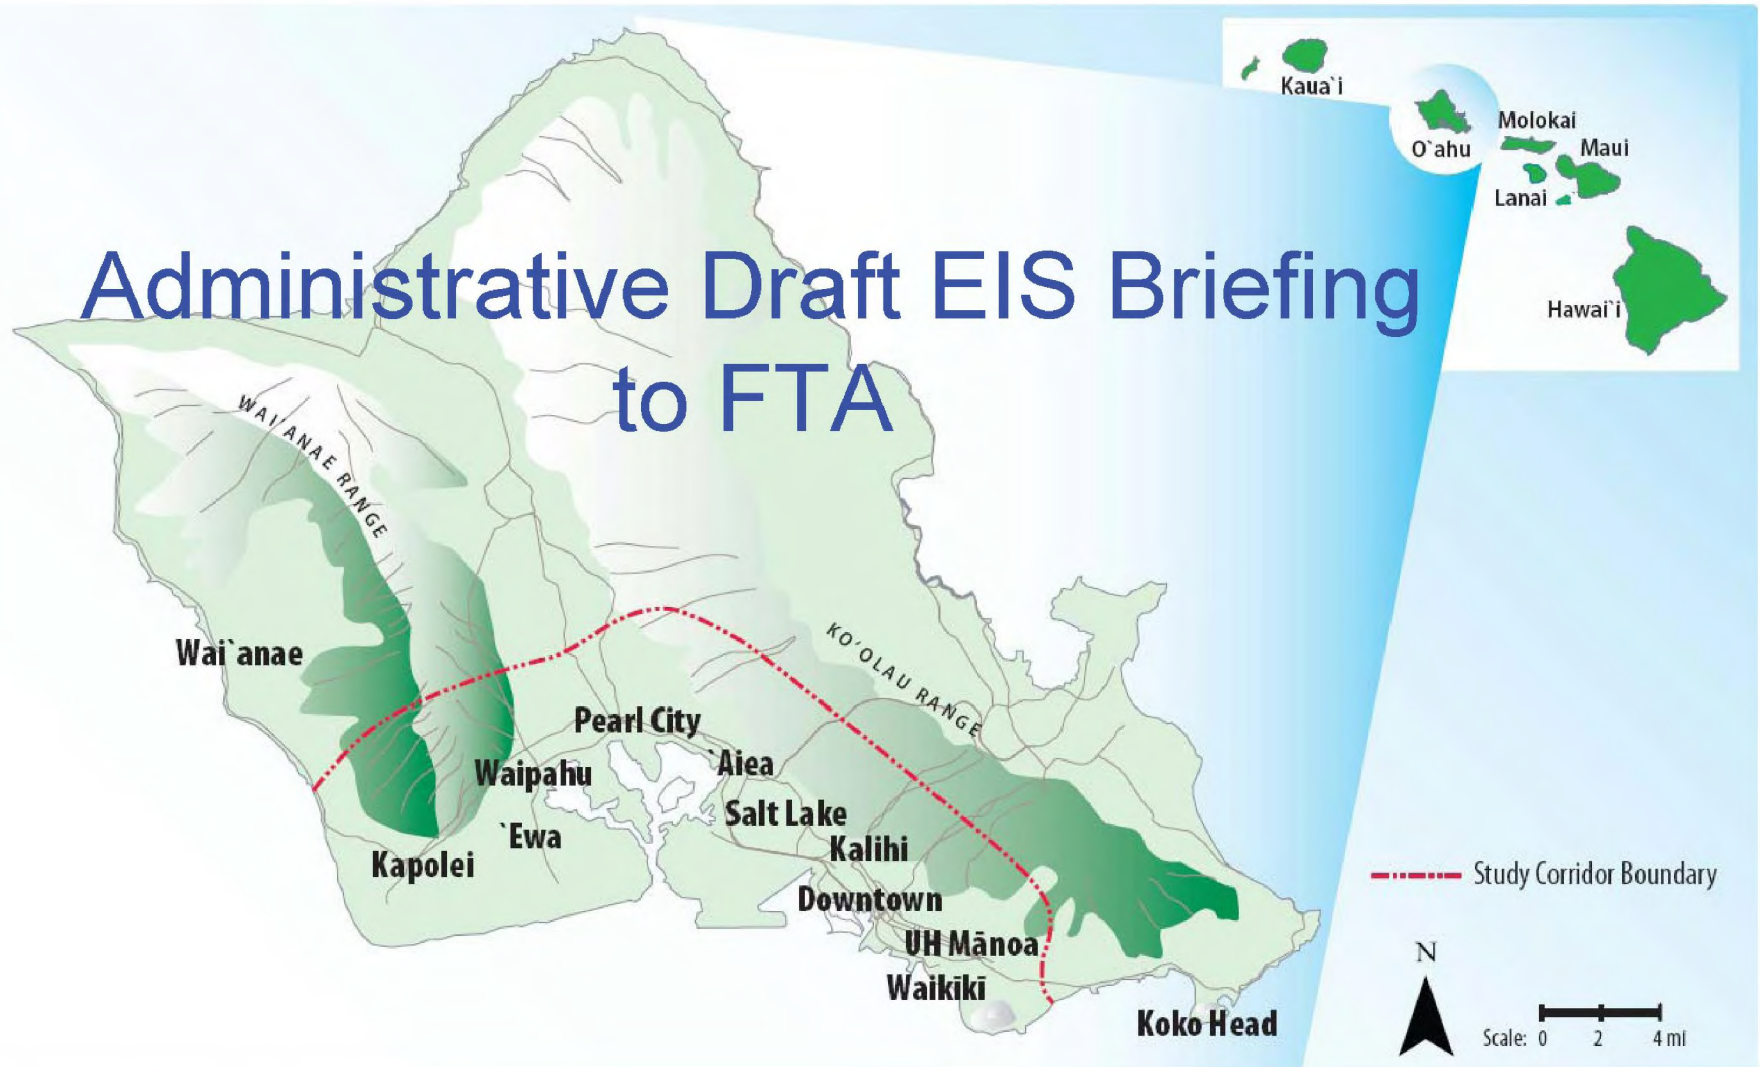 Administrative Draft EIS Briefing
to FTA
Kaua`i
O`ahu
Molokai
Maui
Lanai
Hawai`i
WAI‘ANAE RANGE
KO‘OLAU RANGE
Wai`anae
Pearl City
`Aiea
Waipahu
Salt Lake
`Ewa
Kalihi
Kapolei
Downtown
UH Mānoa
Waikīkī
Koko Head
Study Corridor Boundary
N
Scale: 0 2 4 mi